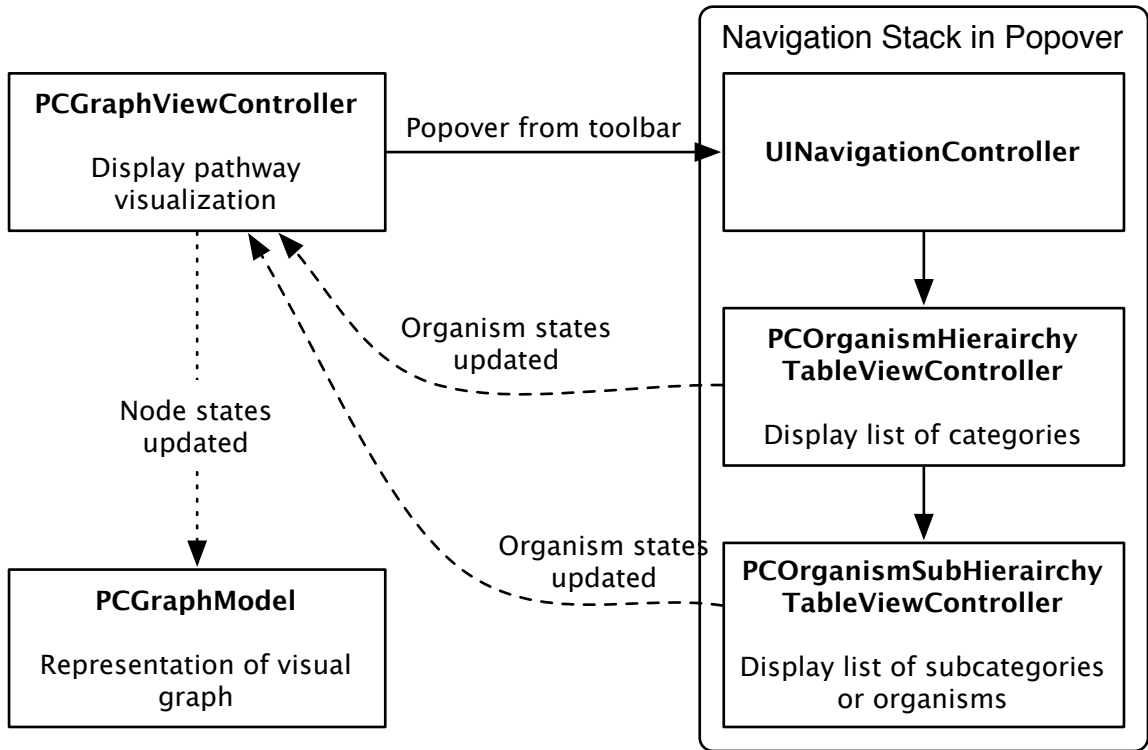 Navigation Stack in Popover
PCGraphViewController
Display pathway
visualization
Popover from toolbar
UINavigationController
Organism states
updated
PCOrganismHierairchy
TableViewController
Display list of categories
Node states
updated
Organism states
updated
PCGraphModel
Representation of visual
graph
PCOrganismSubHierairchy
TableViewController
Display list of subcategories
or organisms